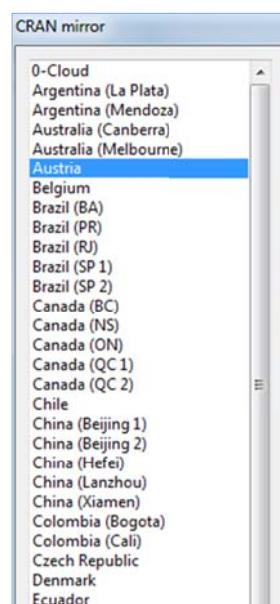 CRAN mirror
0-Cloud
Argentina (La Plata)
Argentina (Mendoza)
Australia (Canberra)
Australia (Melbourne)
Austria
Belgium
Brazil (BA)
Brazil (PR)
Brazil (RJ)
Brazil (SP 1)
Brazil (SP 2)
Canada (BC)
Canada (NS)
Canada (ON)
Canada (QC 1)
Canada (QC 2)
Chile
China (Beijing 1)
China (Beijing 2)
China (Hefei)
China (Lanzhou)
China (Xiamen)
Colombia (Bogota)
Colombia (Cali)
Czech Republic
Denmark
Ecuador